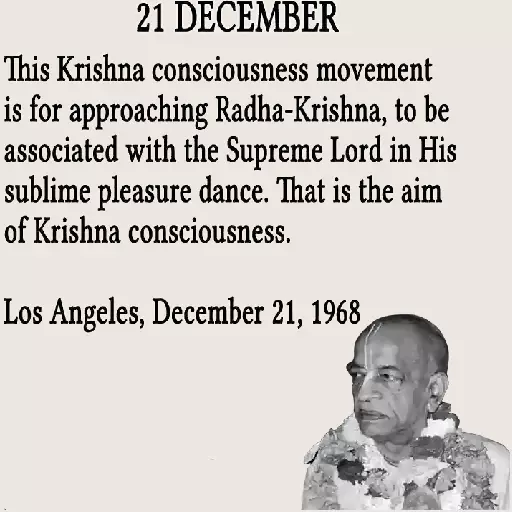 21 DECEMBER
This Krishna consciousness movement
is for approaching Radha-Krishna, to be
associated with the Supreme Lord in His
sublime pleasure dance. That is the aim
of Krishna consciousness.
Los Angeles, December 21, 1968